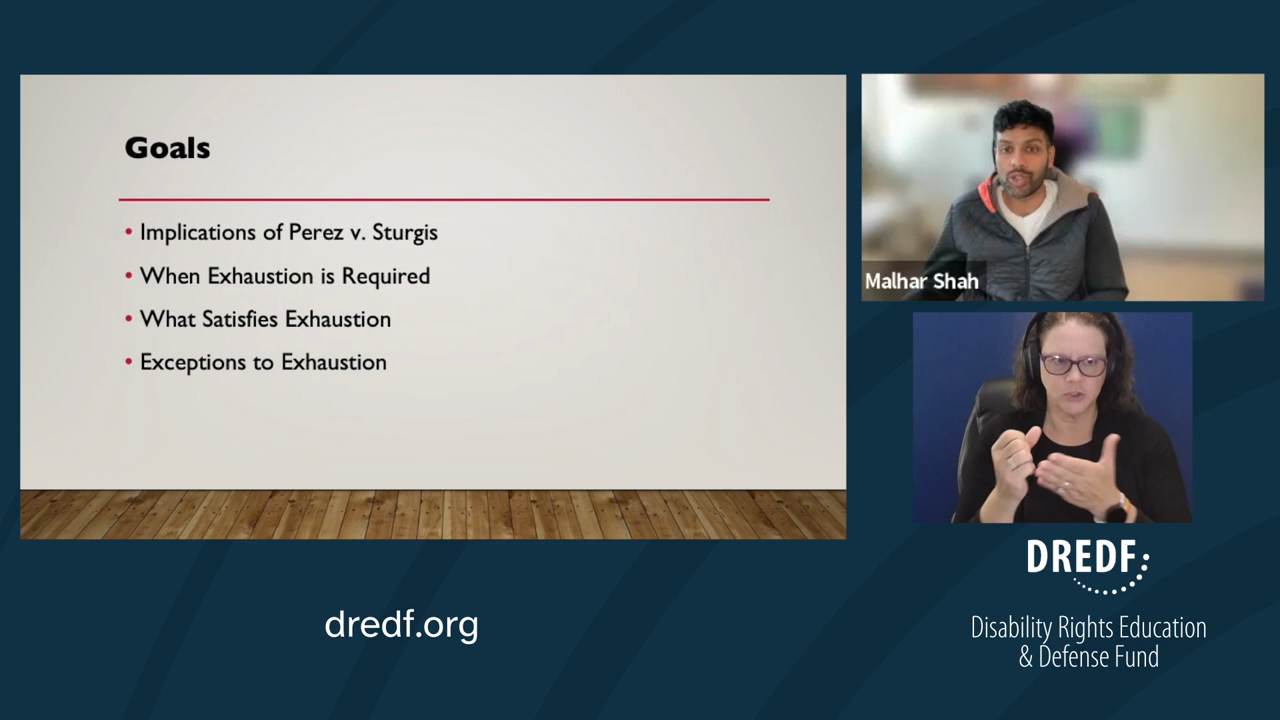 Goals
• Implications of Perez v. Sturgis
• When Exhaustion is Required
• What Satisfies Exhaustion
• Exceptions to Exhaustion
Malhar Shah
dredf.org
DREDF
Disability Rights Education
& Defense Fund